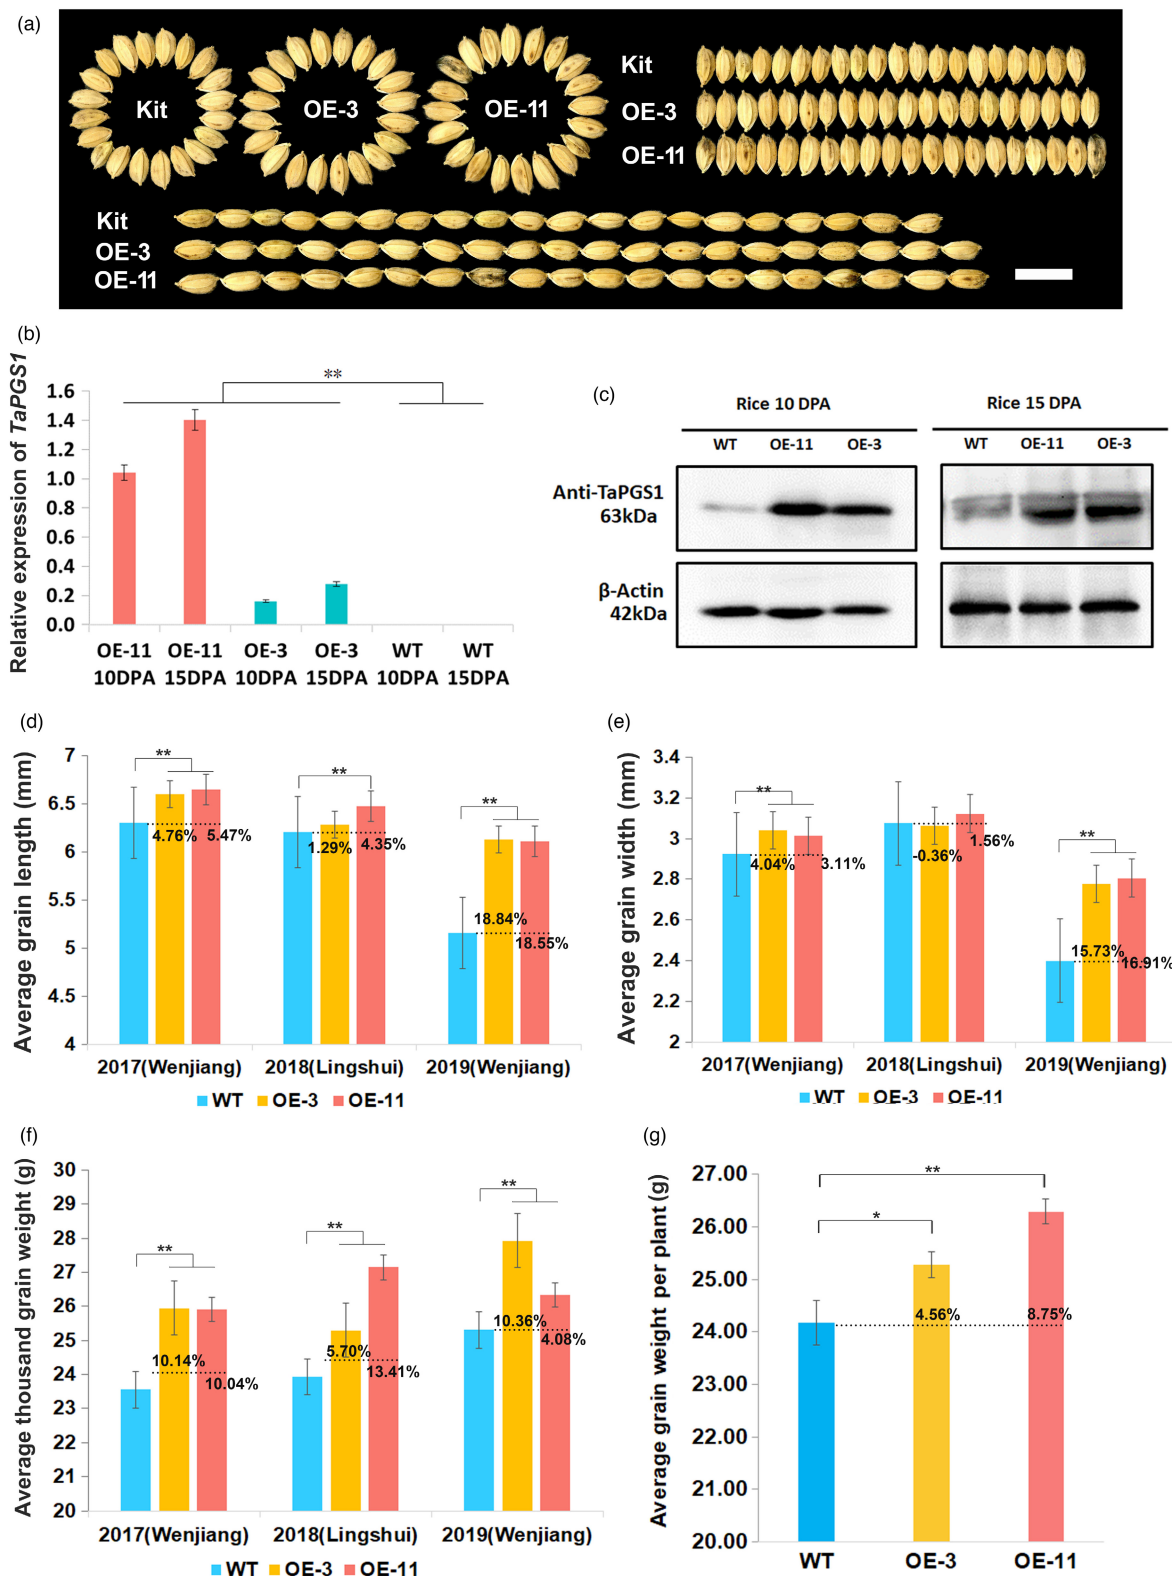 (a)
Kit
OE-3
OE-11
Kit
OE-3
OE-11
Kit
OE-3
OE-11
(b)
Relative expression of TaPGS1
**
1.6
1.4
1.2
1.0
0.8
0.6
0.4
0.2
0.0
OE-11 OE-11 OE-3 OE-3 WT WT
10DPA 15DPA 10DPA 15DPA 10DPA 15DPA
(c)
Rice 10 DPA Rice 15 DPA
WT OE-11 OE-3 WT OE-11 OE-3
Anti-TaPGS1
63kDa
β-Actin
42kDa
(d)
Average grain length (mm)
7
6.5
6
5.5
5
4.5
4
** ** **
4.76% 5.47% 1.29% 4.35% 18.84% 18.55%
2017(Wenjiang) 2018(Lingshui) 2019(Wenjiang)
WT OE-3 OE-11
(e)
Average grain width (mm)
3.4
3.2
3
2.8
2.6
2.4
2.2
2
** **
4.04% 3.11% -0.36% 1.56% 15.73% 16.91%
2017(Wenjiang) 2018(Lingshui) 2019(Wenjiang)
WT OE-3 OE-11
(f)
Average thousand grain weight (g)
30
29
28
27
26
25
24
23
22
21
20
** ** **
10.14% 10.04% 5.70% 13.41% 10.36% 4.08%
2017(Wenjiang) 2018(Lingshui) 2019(Wenjiang)
WT OE-3 OE-11
(g)
Average grain weight per plant (g)
27.00
26.00
25.00
24.00
23.00
22.00
21.00
20.00
**
*
4.56% 8.75%
WT OE-3 OE-11